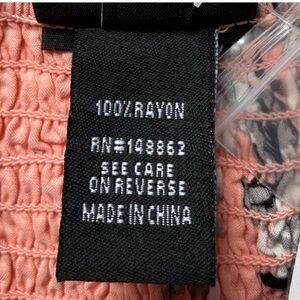 100% RAYON
RN#148862
SEE CARE
ON REVERSE
MADE IN CHINA